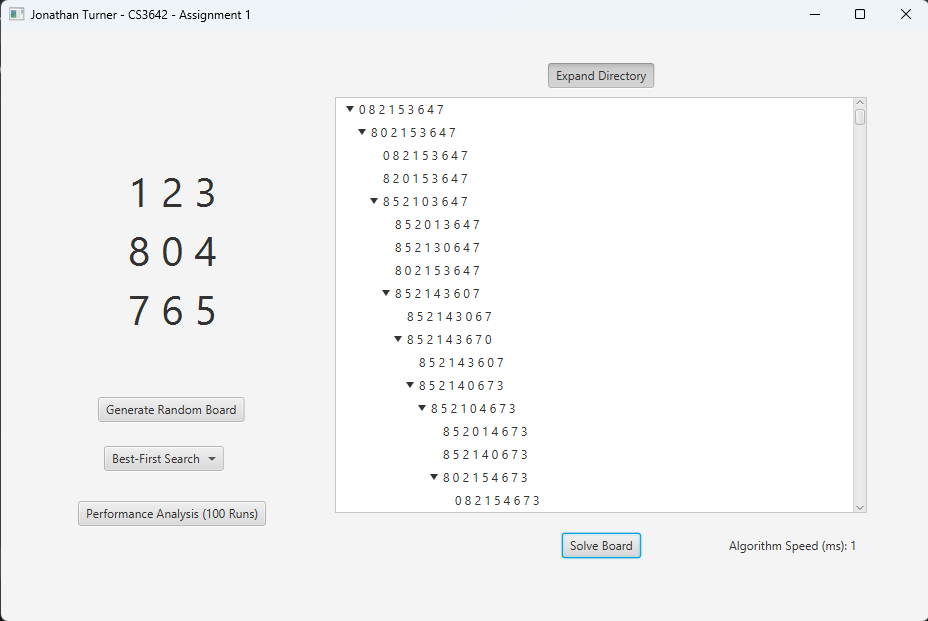 Jonathan Turner - CS3642 - Assignment 1
Expand Directory
1 2 3
8 0 4
7 6 5
Generate Random Board
Best-First Search
Performance Analysis (100 Runs)
0 8 2 1 5 3 6 4 7
8 0 2 1 5 3 6 4 7
0 8 2 1 5 3 6 4 7
8 2 0 1 5 3 6 4 7
8 5 2 1 0 3 6 4 7
8 5 2 0 1 3 6 4 7
8 5 2 1 3 0 6 4 7
8 0 2 1 5 3 6 4 7
8 5 2 1 4 3 6 0 7
8 5 2 1 4 3 0 6 7
8 5 2 1 4 3 6 7 0
8 5 2 1 4 3 6 0 7
8 5 2 1 4 0 6 7 3
8 5 2 1 0 4 6 7 3
8 5 2 0 1 4 6 7 3
8 5 2 1 4 0 6 7 3
8 0 2 1 5 4 6 7 3
0 8 2 1 5 4 6 7 3
Solve Board
Algorithm Speed (ms): 1